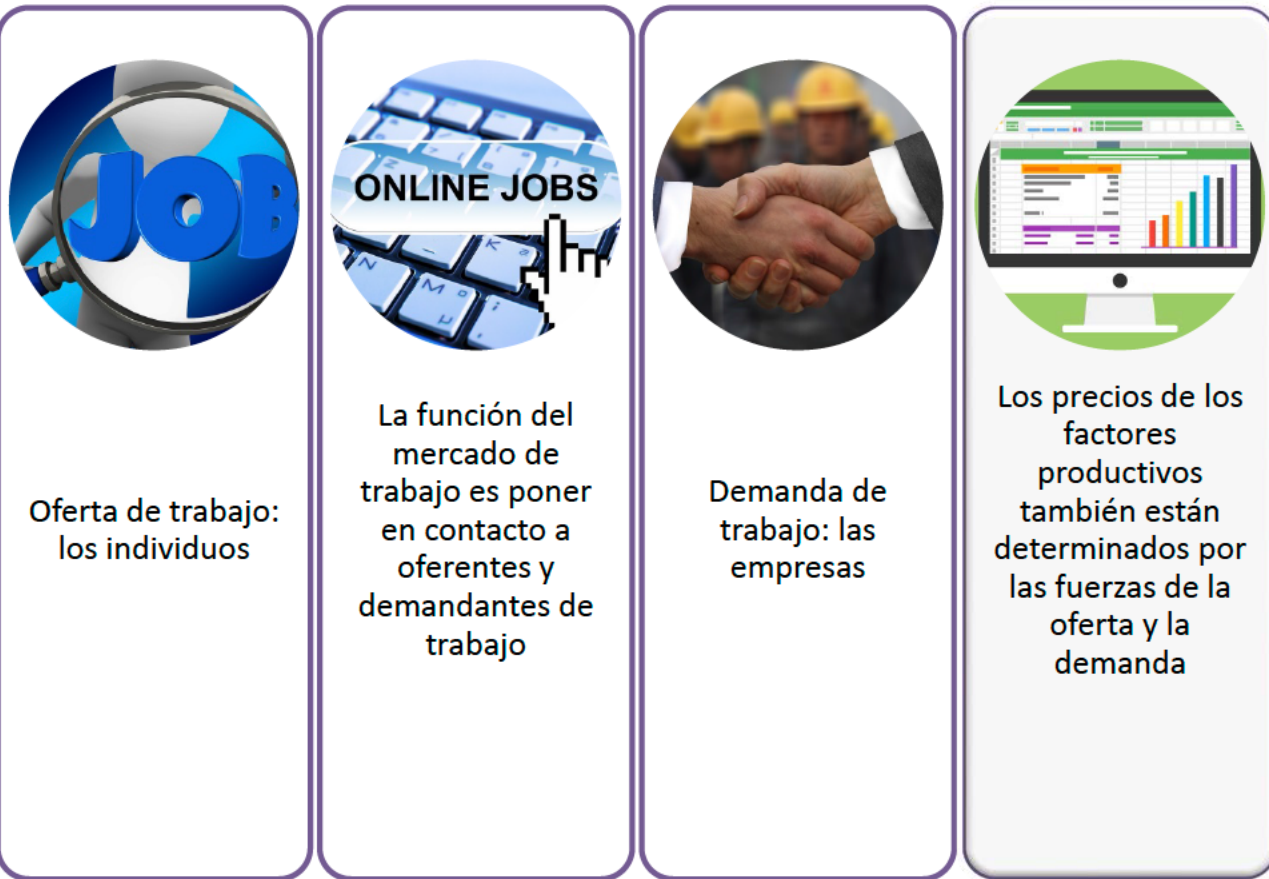 JOB
Oferta de trabajo:
los individuos
ONLINE JOBS
La función del
mercado de
trabajo es poner
en contacto a
oferentes y
demandantes de
trabajo
Demanda de
trabajo: las
empresas
Los precios de los
factores
productivos
también están
determinados por
las fuerzas de la
oferta y la
demanda